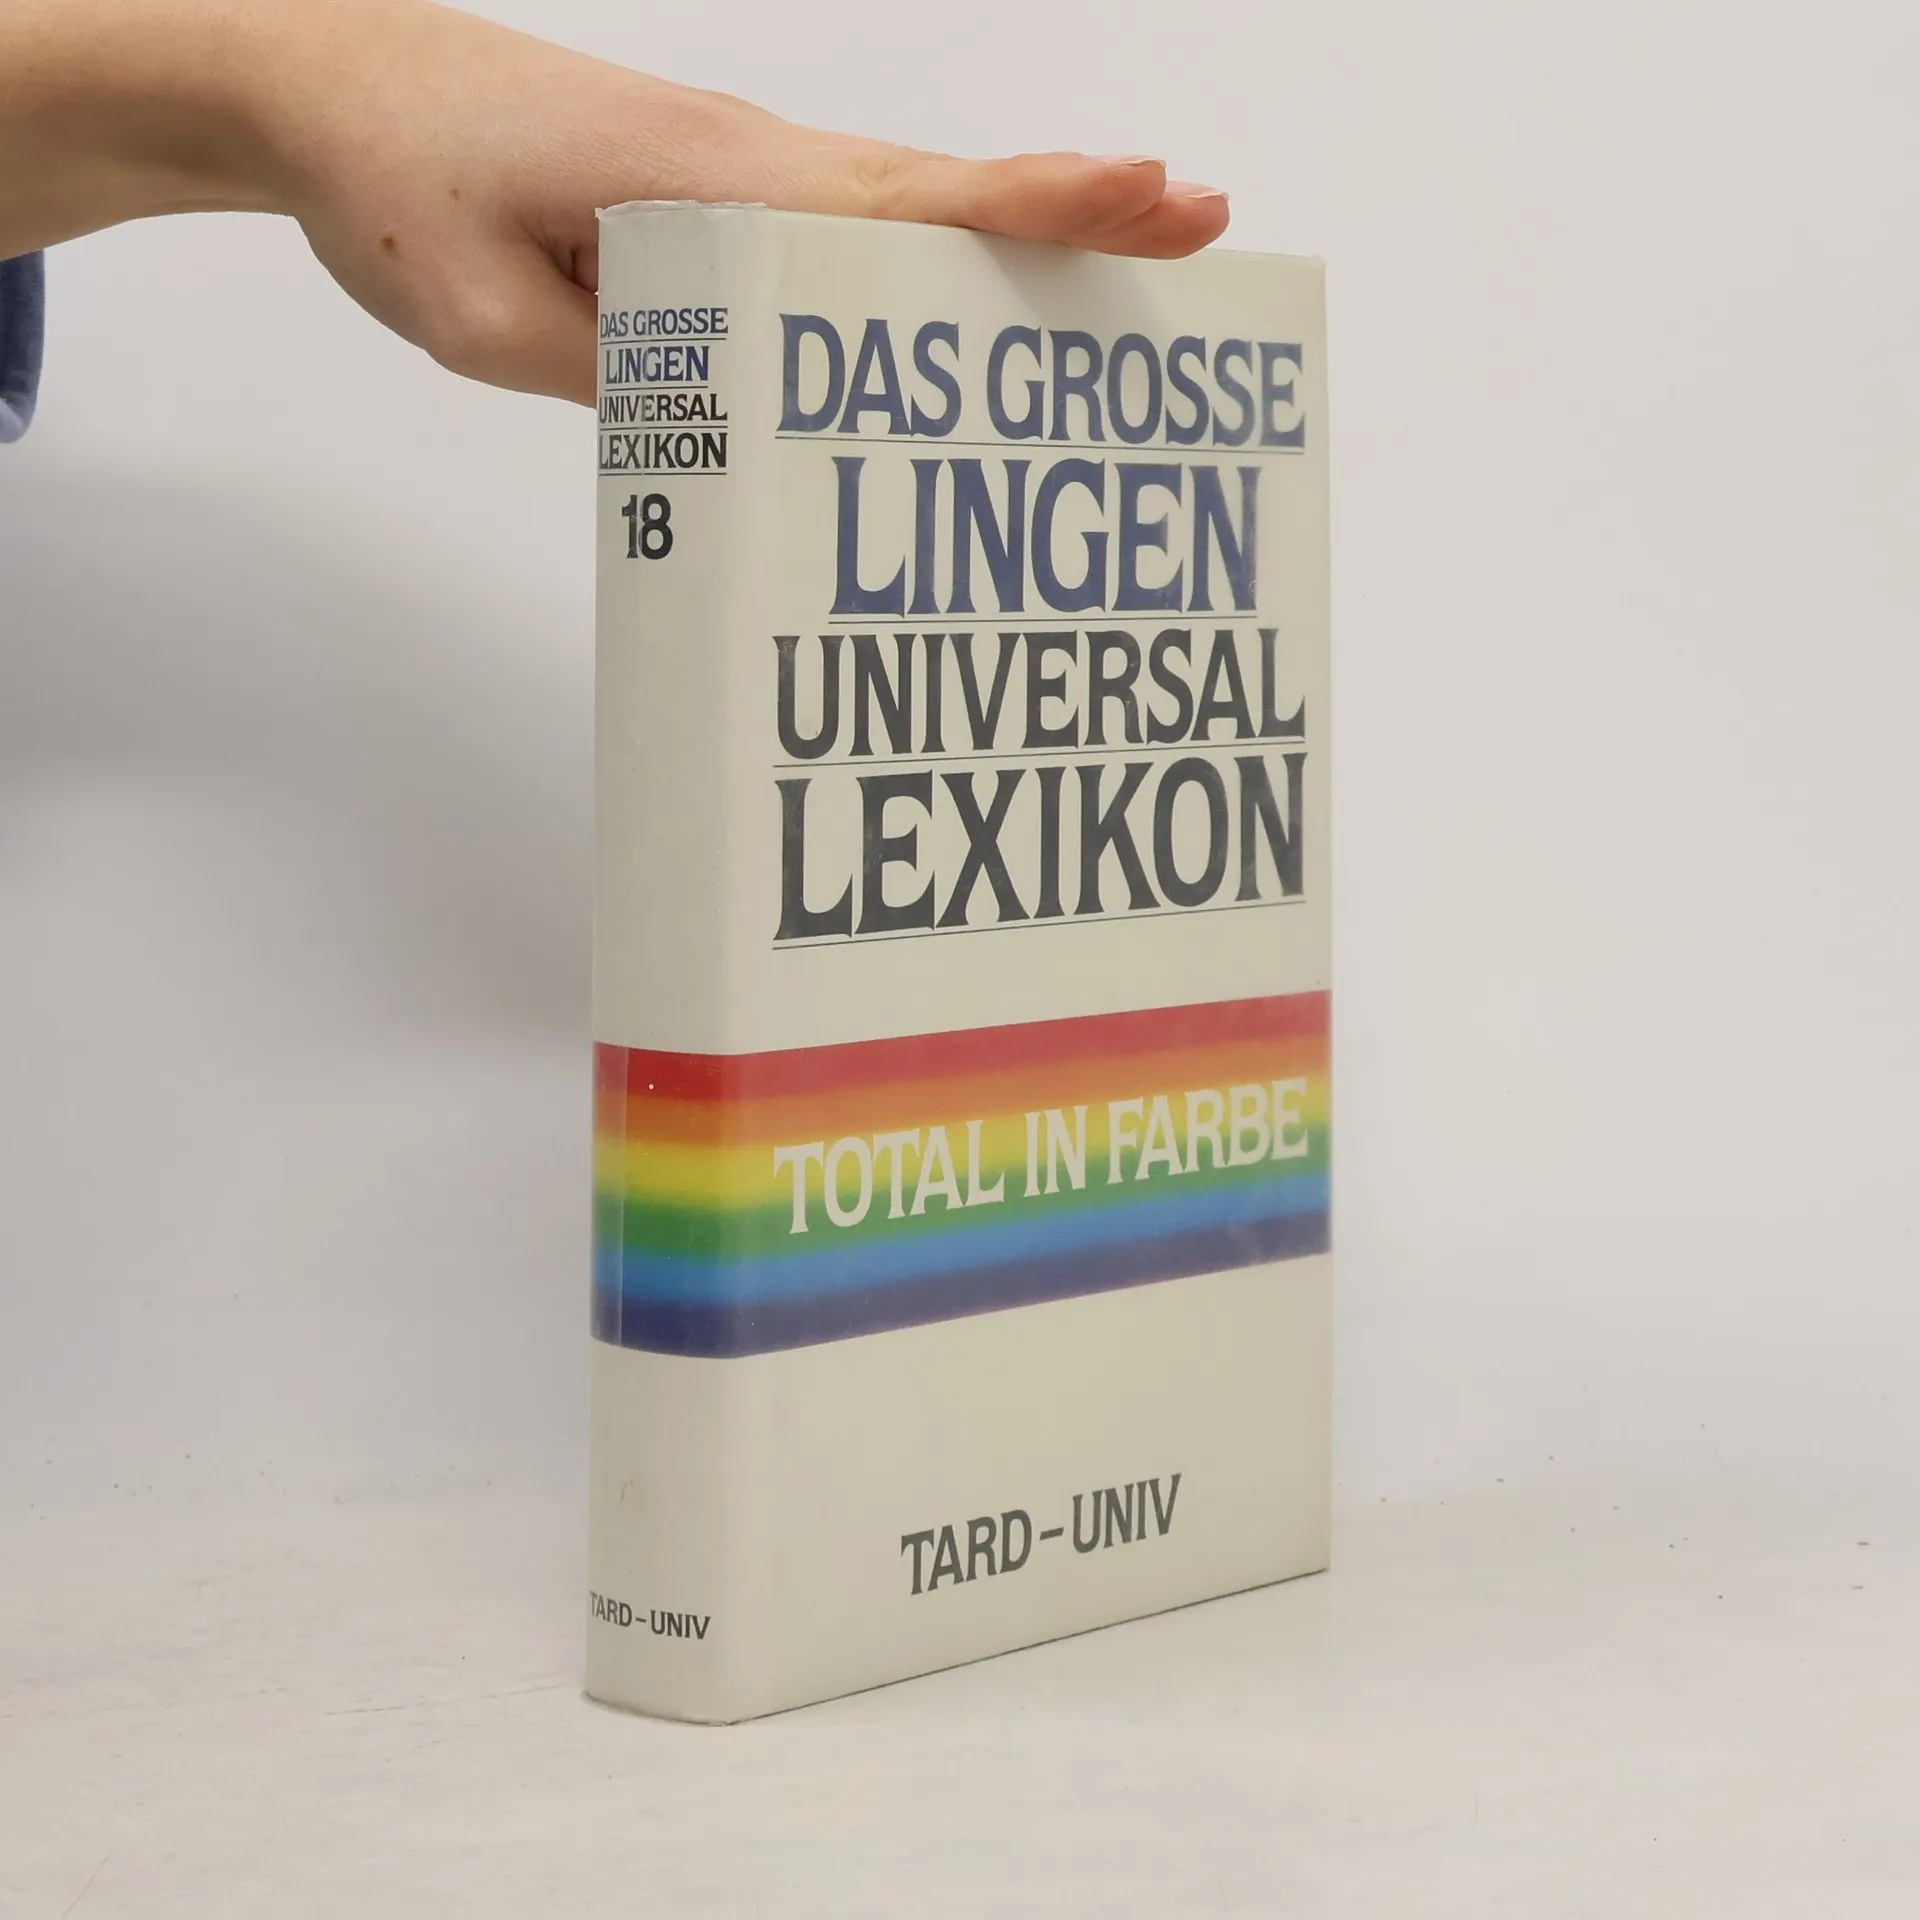 DAS GROSSE
LINGEN
UNIVERSAL
LEXIKON
18
TARD–UNIV
DAS GROSSE
LINGEN
UNIVERSAL
LEXIKON
TOTAL IN FARBE
TARD–UNIV